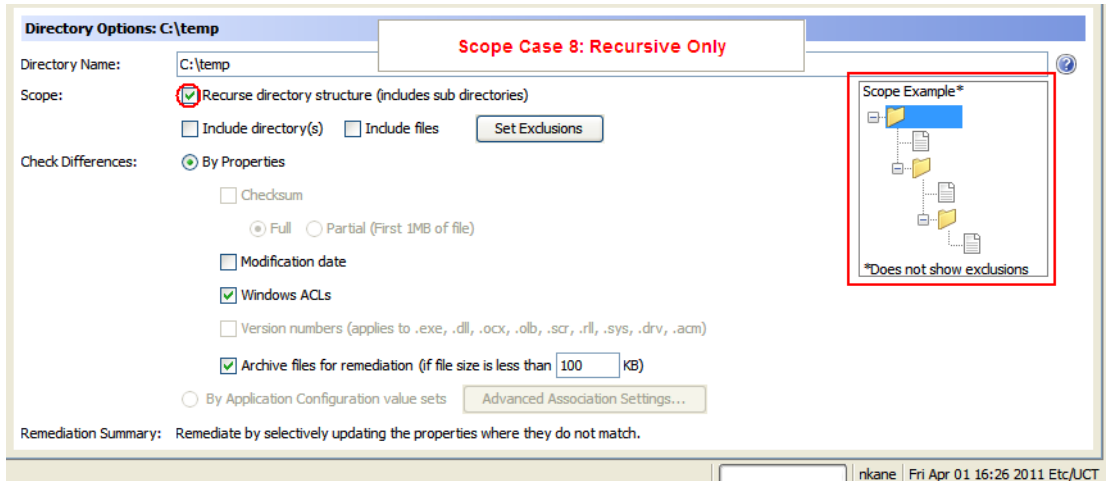 Directory Options: C:\temp
Scope Case 8: Recursive Only
Directory Name: C:\temp
Scope: Recurse directory structure (includes sub directories)
Include directory(s) Include files Set Exclusions
Scope Example*
*Does not show exclusions
Check Differences: By Properties
Checksum
Full Partial (First 1MB of file)
Modification date
Windows ACLs
Version numbers (applies to .exe, .dll, .ocx, .olb, .scr, .rll, .sys, .drv, .acm)
Archive files for remediation (if file size is less than 100 KB)
By Application Configuration value sets Advanced Association Settings...
Remediation Summary: Remediate by selectively updating the properties where they do not match.
nkane Fri Apr 01 16:26 2011 Etc/UCT